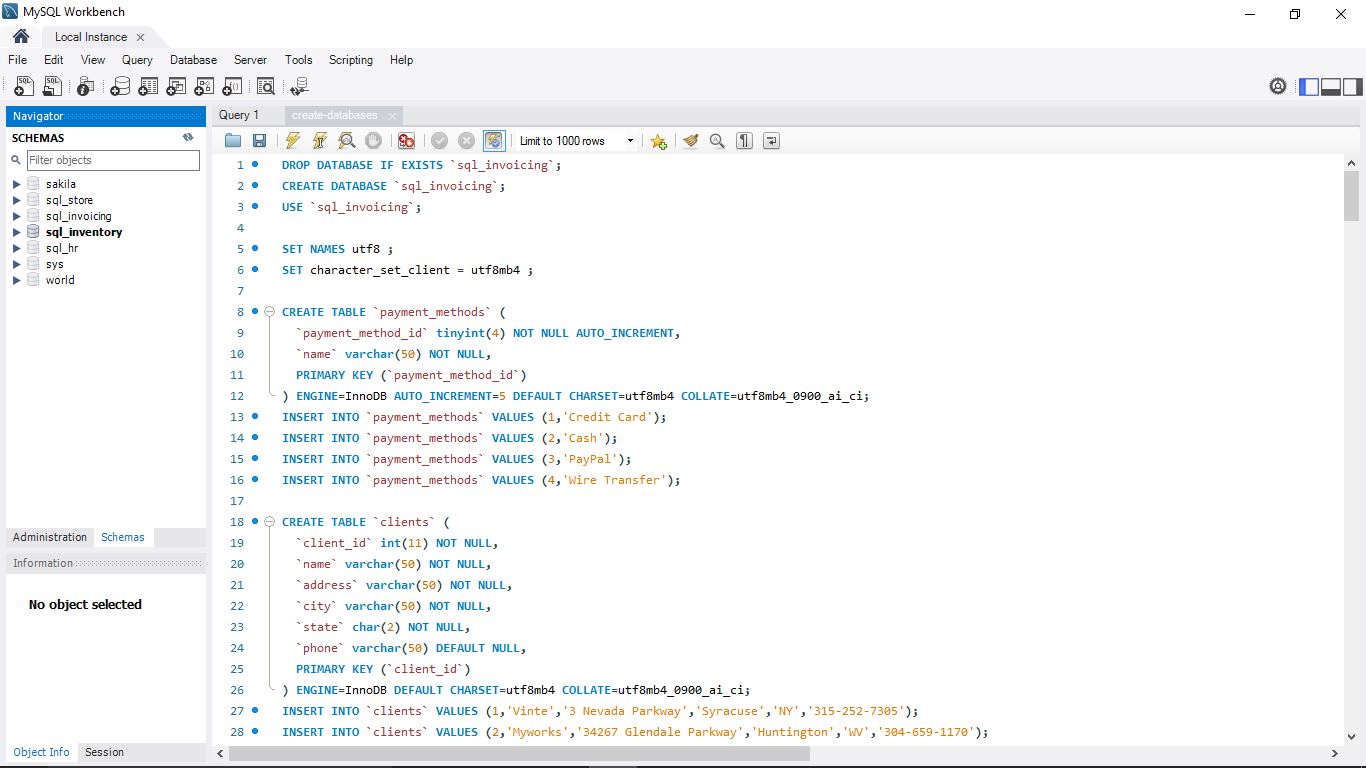 MySQL Workbench
Local Instance
File Edit View Query Database Server Tools Scripting Help
Navigator
SCHEMAS
Filter objects
sakila
sql_store
sql_invoicing
sql_inventory
sql_hr
sys
world
Administration Schemas
Information
No object selected
Object Info Session
Query 1 create-databases
Limit to 1000 rows
1 DROP DATABASE IF EXISTS `sql_invoicing`;
2 CREATE DATABASE `sql_invoicing`;
3 USE `sql_invoicing`;
4
5 SET NAMES utf8 ;
6 SET character_set_client = utf8mb4 ;
7
8 CREATE TABLE `payment_methods` (
9 `payment_method_id` tinyint(4) NOT NULL AUTO_INCREMENT,
10 `name` varchar(50) NOT NULL,
11 PRIMARY KEY (`payment_method_id`)
12 ) ENGINE=InnoDB AUTO_INCREMENT=5 DEFAULT CHARSET=utf8mb4 COLLATE=utf8mb4_0900_ai_ci;
13 INSERT INTO `payment_methods` VALUES (1,'Credit Card');
14 INSERT INTO `payment_methods` VALUES (2,'Cash');
15 INSERT INTO `payment_methods` VALUES (3,'PayPal');
16 INSERT INTO `payment_methods` VALUES (4,'Wire Transfer');
17
18 CREATE TABLE `clients` (
19 `client_id` int(11) NOT NULL,
20 `name` varchar(50) NOT NULL,
21 `address` varchar(50) NOT NULL,
22 `city` varchar(50) NOT NULL,
23 `state` char(2) NOT NULL,
24 `phone` varchar(50) DEFAULT NULL,
25 PRIMARY KEY (`client_id`)
26 ) ENGINE=InnoDB DEFAULT CHARSET=utf8mb4 COLLATE=utf8mb4_0900_ai_ci;
27 INSERT INTO `clients` VALUES (1,'Vinte','3 Nevada Parkway','Syracuse','NY','315-252-7305');
28 INSERT INTO `clients` VALUES (2,'Myworks','34267 Glendale Parkway','Huntington','WV','304-659-1170');